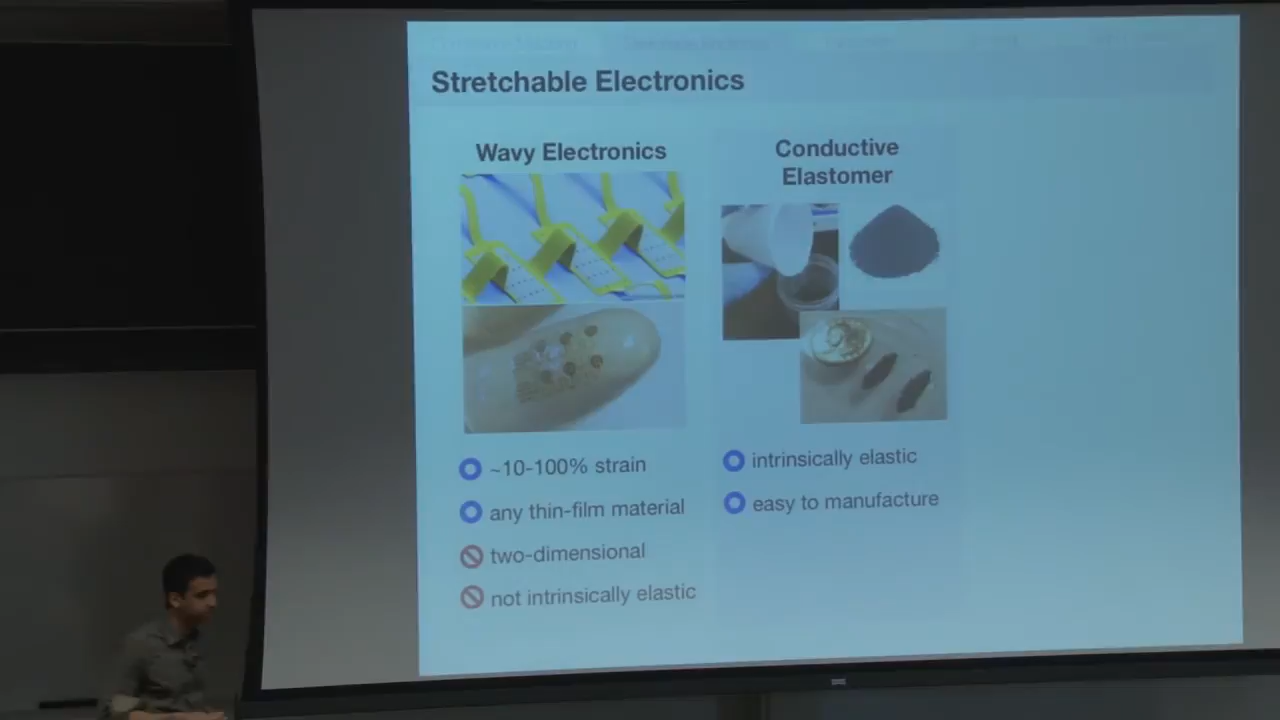 Stretchable Electronics
Wavy Electronics
~10-100% strain
any thin-film material
two-dimensional
not intrinsically elastic
Conductive
Elastomer
intrinsically elastic
easy to manufacture